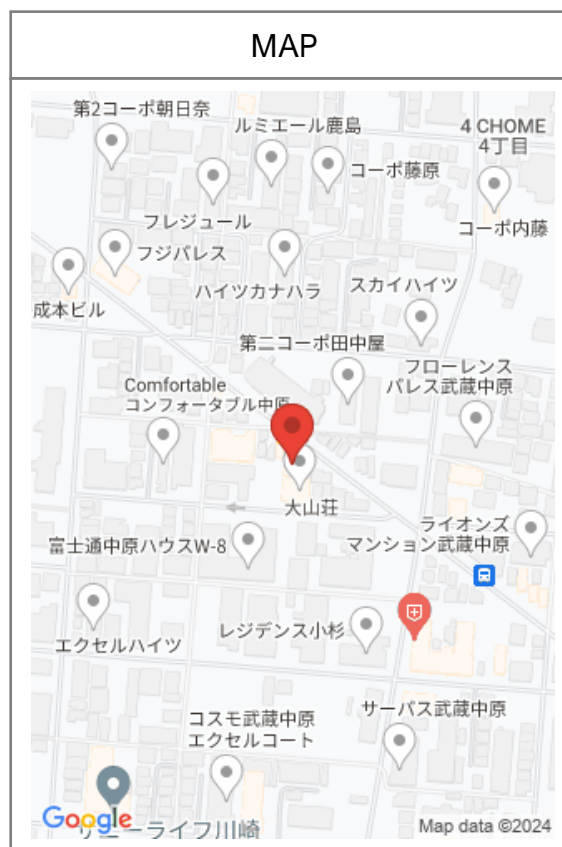 MAP
第2コーポ朝日奈
ルミエール鹿島
4 CHOME
4丁目
コーポ藤原
フレジュール
コーポ内藤
フジパレス
ハイツカナハラ
スカイハイツ
成本ビル
第二コーポ田中屋
フローレンス
パレス武蔵中原
Comfortable
コンフォータブル中原
大山荘
ライオンズ
マンション武蔵中原
富士通中原ハウスW-8
レジデンス小杉
エクセルハイツ
コスモ武蔵中原
エクセルコート
サーパス武蔵中原
Google
ーライフ川崎
Map data ©2024